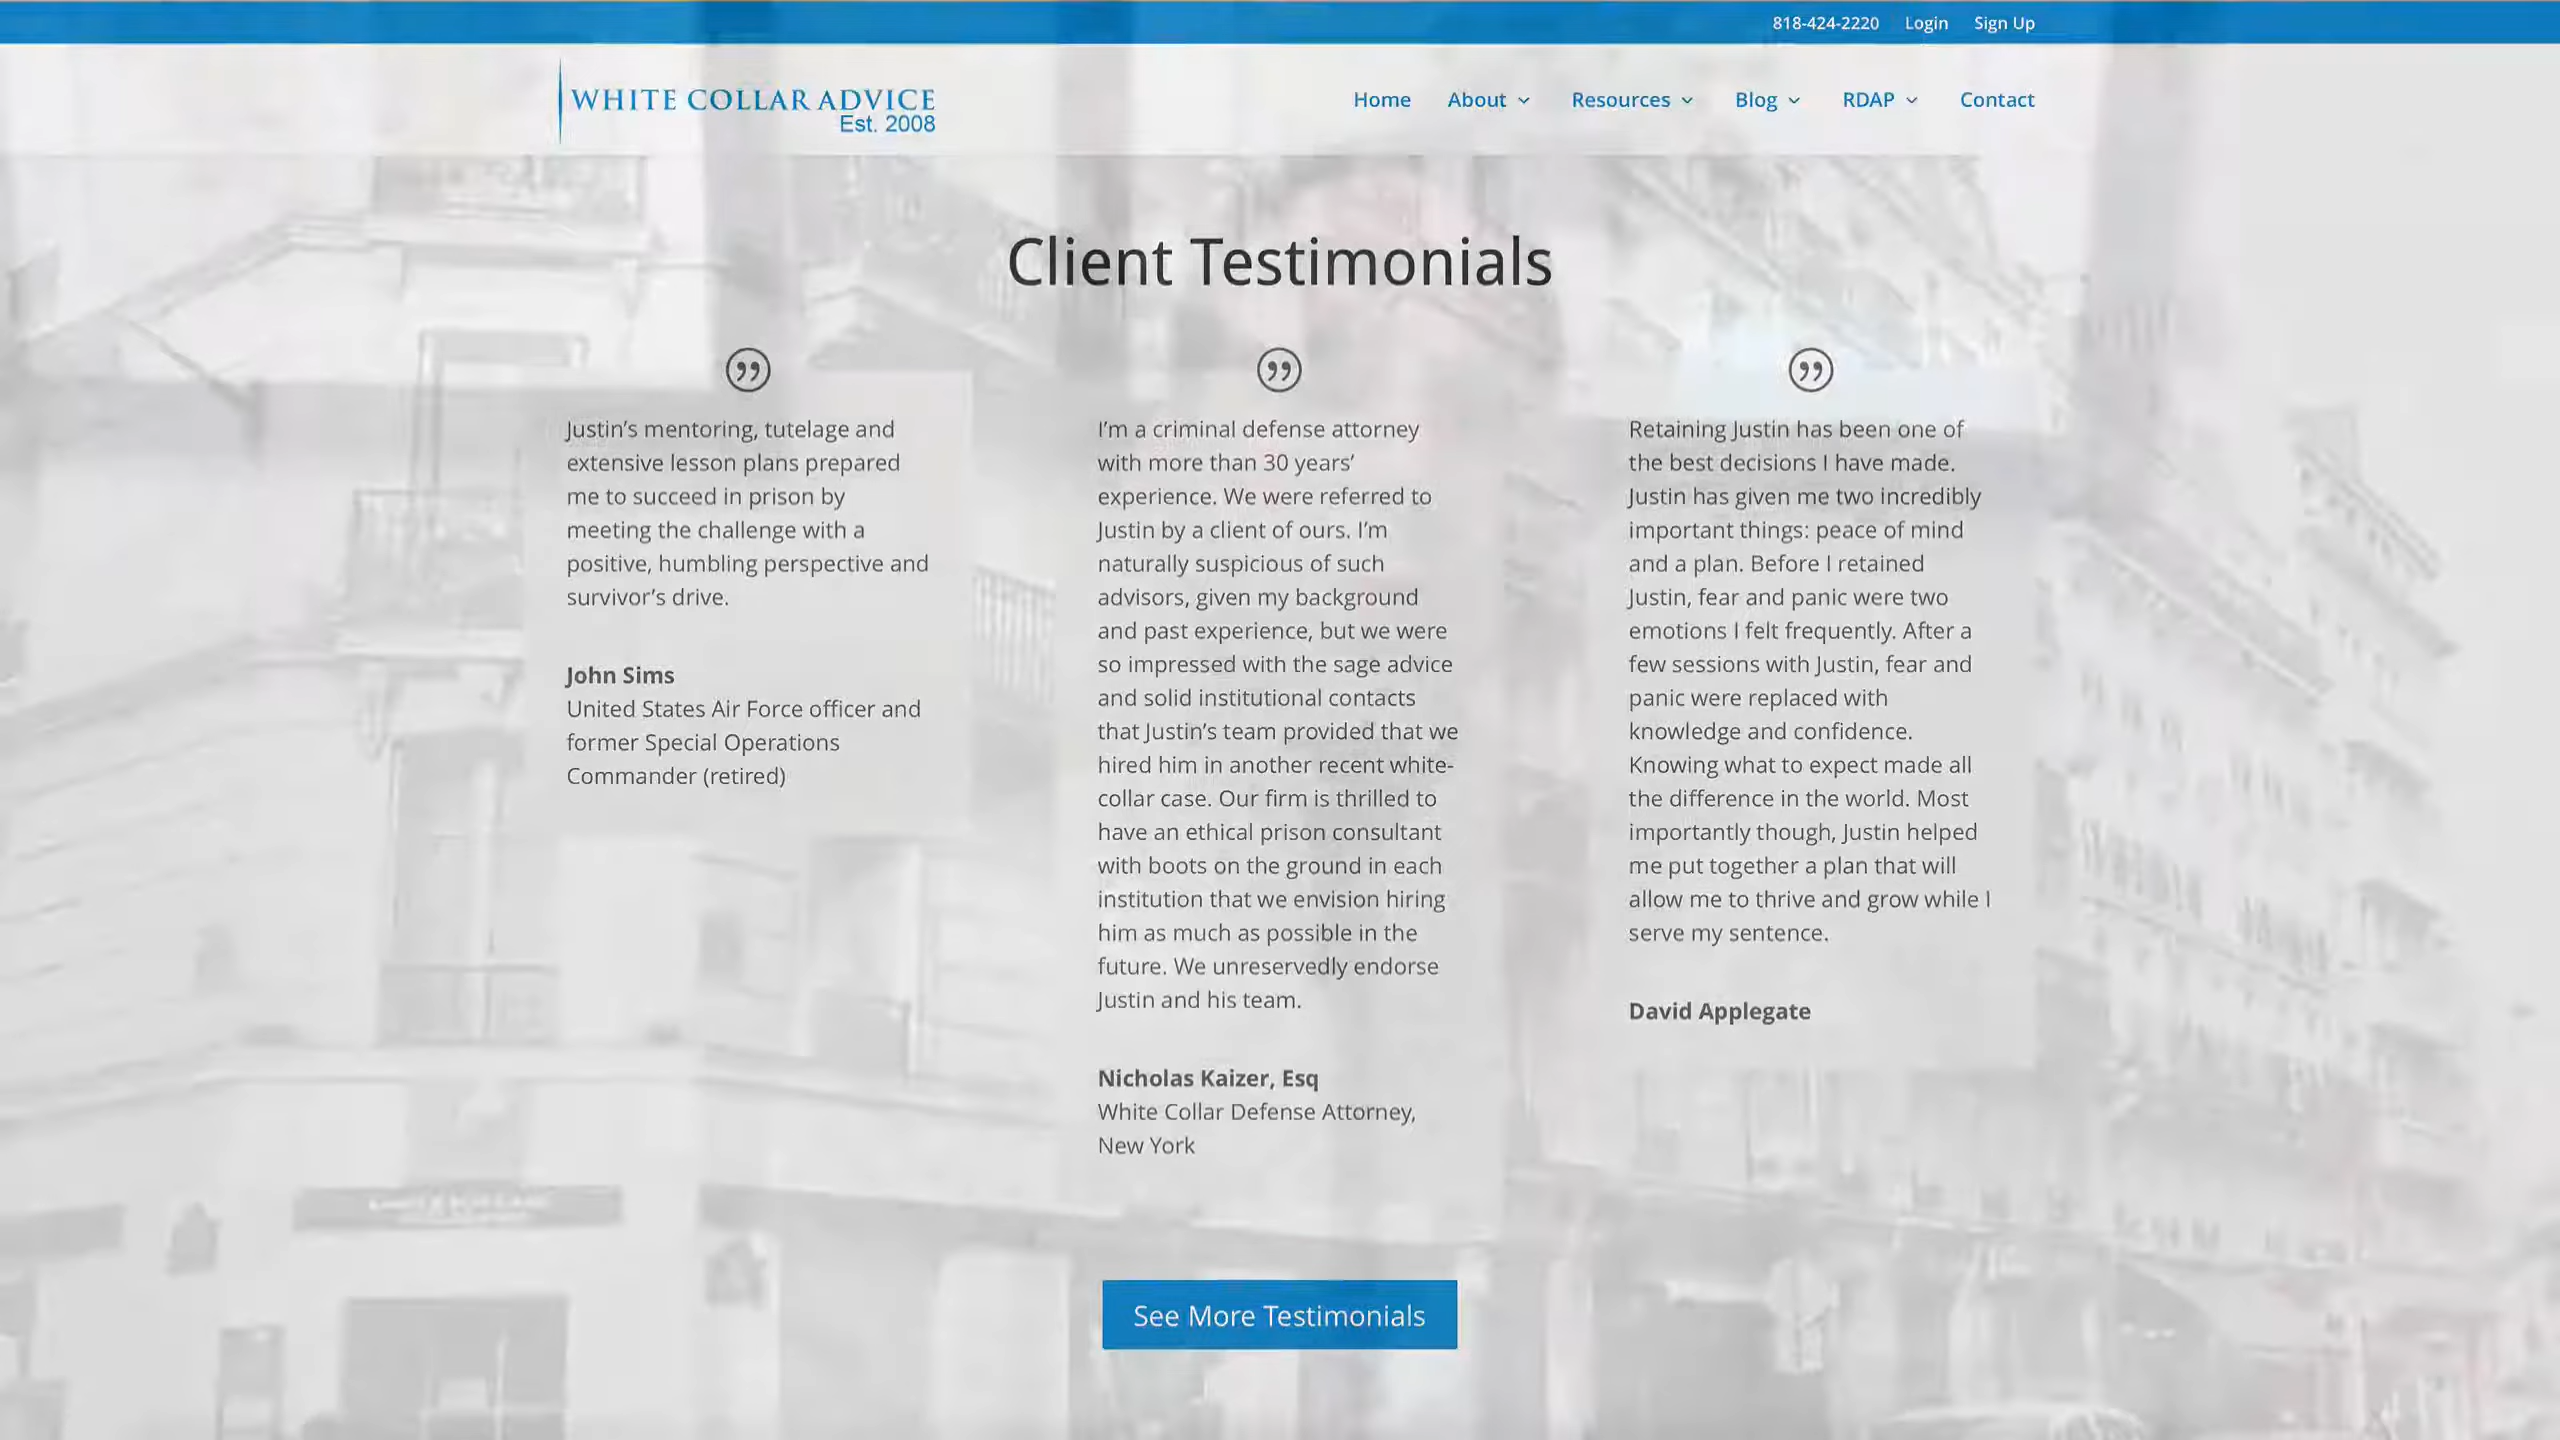 818-424-2220 Login Sign Up
WHITE COLLAR ADVICE
Est. 2008
Home About Resources Blog RDAP Contact
Client Testimonials
Justin’s mentoring, tutelage and
extensive lesson plans prepared
me to succeed in prison by
meeting the challenge with a
positive, humbling perspective and
survivor’s drive.
John Sims
United States Air Force officer and
former Special Operations
Commander (retired)
I’m a criminal defense attorney
with more than 30 years’
experience. We were referred to
Justin by a client of ours. I’m
naturally suspicious of such
advisors, given my background
and past experience, but we were
so impressed with the sage advice
and solid institutional contacts
that Justin’s team provided that we
hired him in another recent white-
collar case. Our firm is thrilled to
have an ethical prison consultant
with boots on the ground in each
institution that we envision hiring
him as much as possible in the
future. We unreservedly endorse
Justin and his team.
Nicholas Kaizer, Esq
White Collar Defense Attorney,
New York
Retaining Justin has been one of
the best decisions I have made.
Justin has given me two incredibly
important things: peace of mind
and a plan. Before I retained
Justin, fear and panic were two
emotions I felt frequently. After a
few sessions with Justin, fear and
panic were replaced with
knowledge and confidence.
Knowing what to expect made all
the difference in the world. Most
importantly though, Justin helped
me put together a plan that will
allow me to thrive and grow while I
serve my sentence.
David Applegate
See More Testimonials